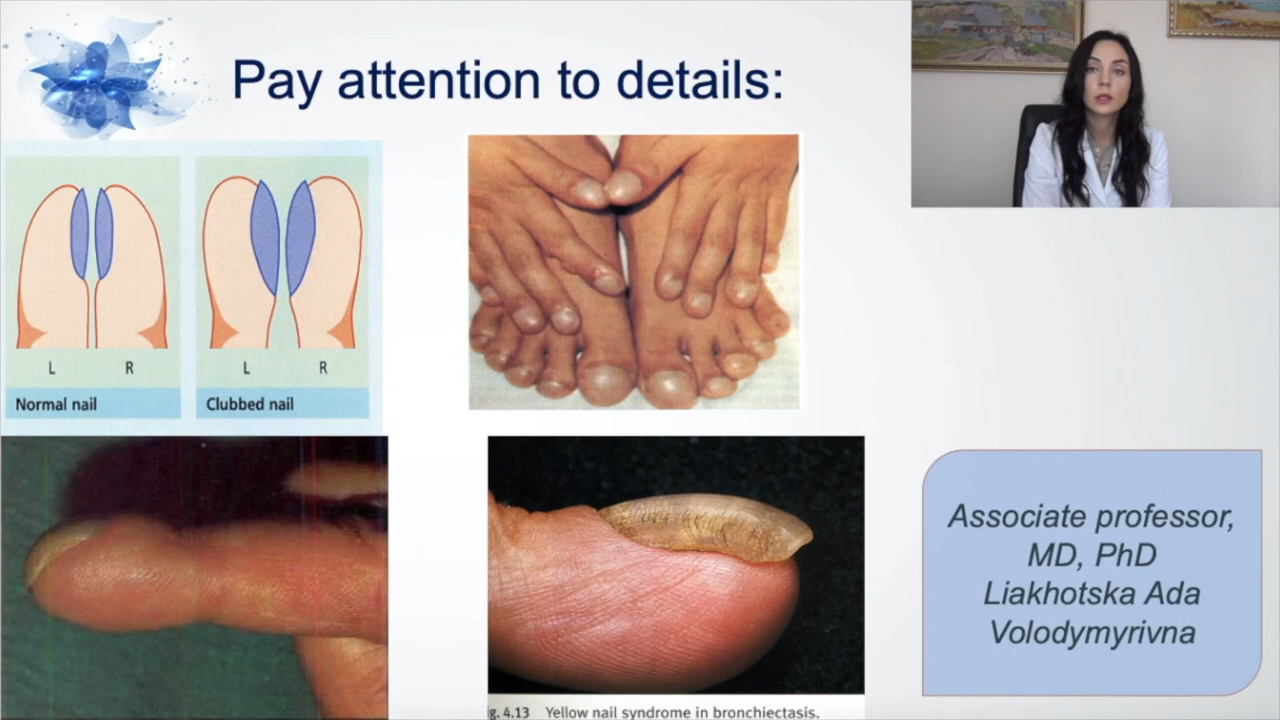 Pay attention to details:
L R
Normal nail
L R
Clubbed nail
g. 4.13 Yellow nail syndrome in bronchiectasis.
Associate professor,
MD, PhD
Liakhotska Ada
Volodymyrivna